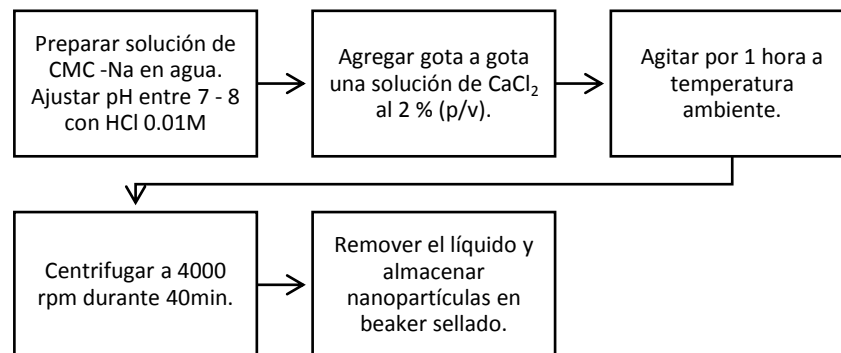 Preparar solución de
CMC -Na en agua.
Ajustar pH entre 7 - 8
con HCl 0.01M
Agregar gota a gota
una solución de CaCl₂
al 2 % (p/v).
Agitar por 1 hora a
temperatura
ambiente.
Centrifugar a 4000
rpm durante 40min.
Remover el líquido y
almacenar
nanopartículas en
beaker sellado.